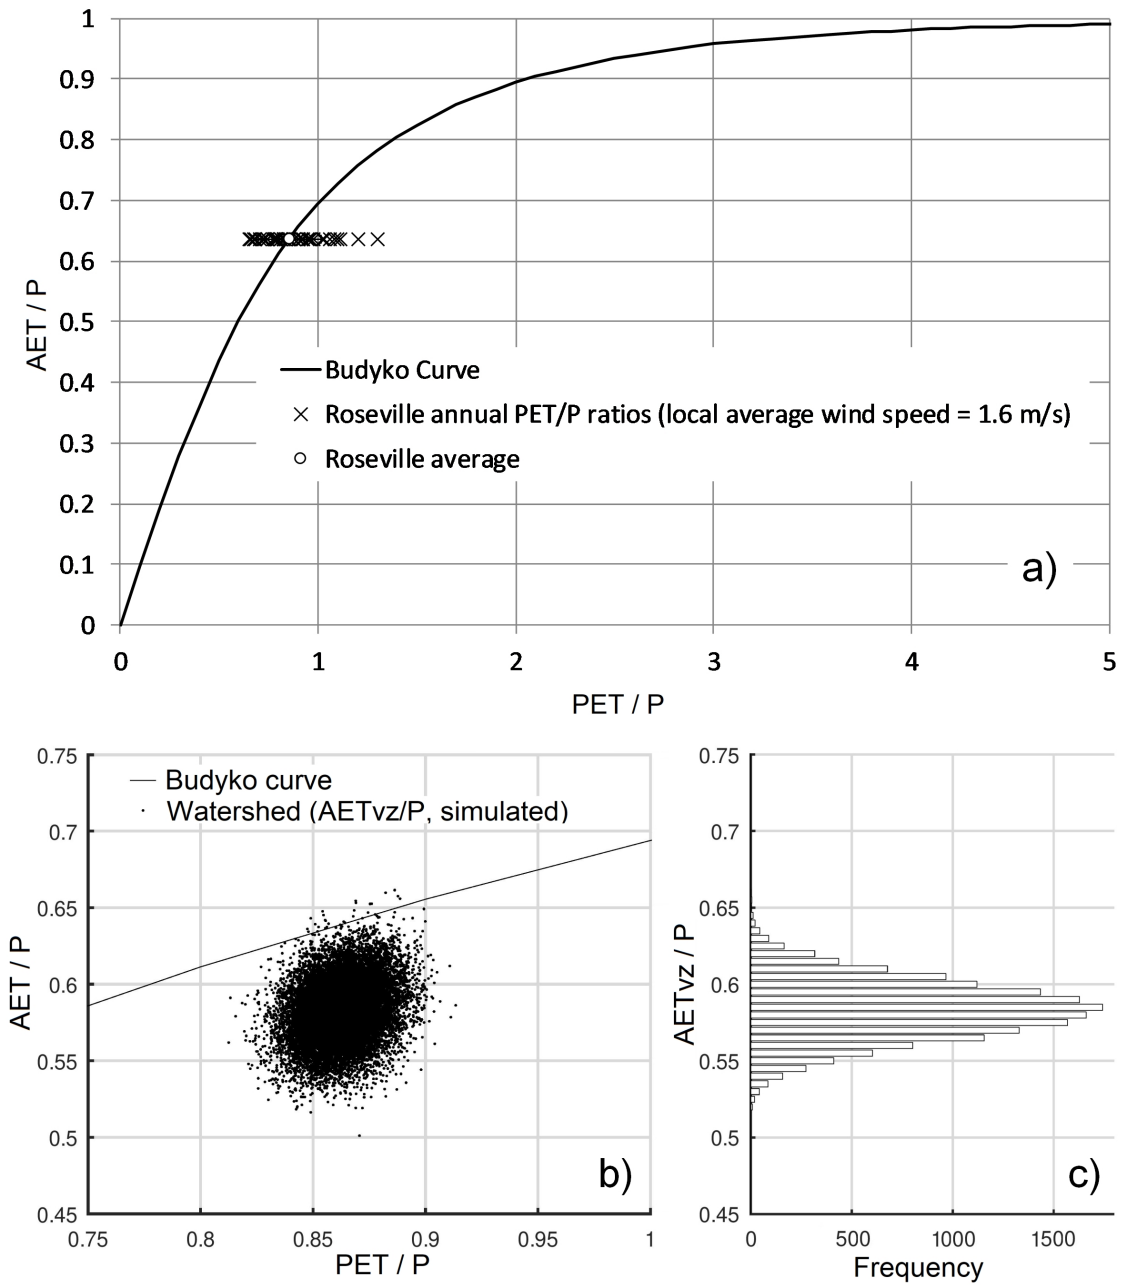 1
0.9
0.8
0.7
0.6
0.5
0.4
0.3
0.2
0.1
0
AET / P
Budyko Curve
Roseville annual PET/P ratios (local average wind speed = 1.6 m/s)
Roseville average
a)
0 1 2 3 4 5
PET / P
0.75
0.7
0.65
0.6
0.55
0.5
0.45
AET / P
Budyko curve
Watershed (AETvz/P, simulated)
b)
0.75 0.8 0.85 0.9 0.95 1
PET / P
0.75
0.7
0.65
0.6
0.55
0.5
0.45
AETvz / P
c)
0 500 1000 1500
Frequency